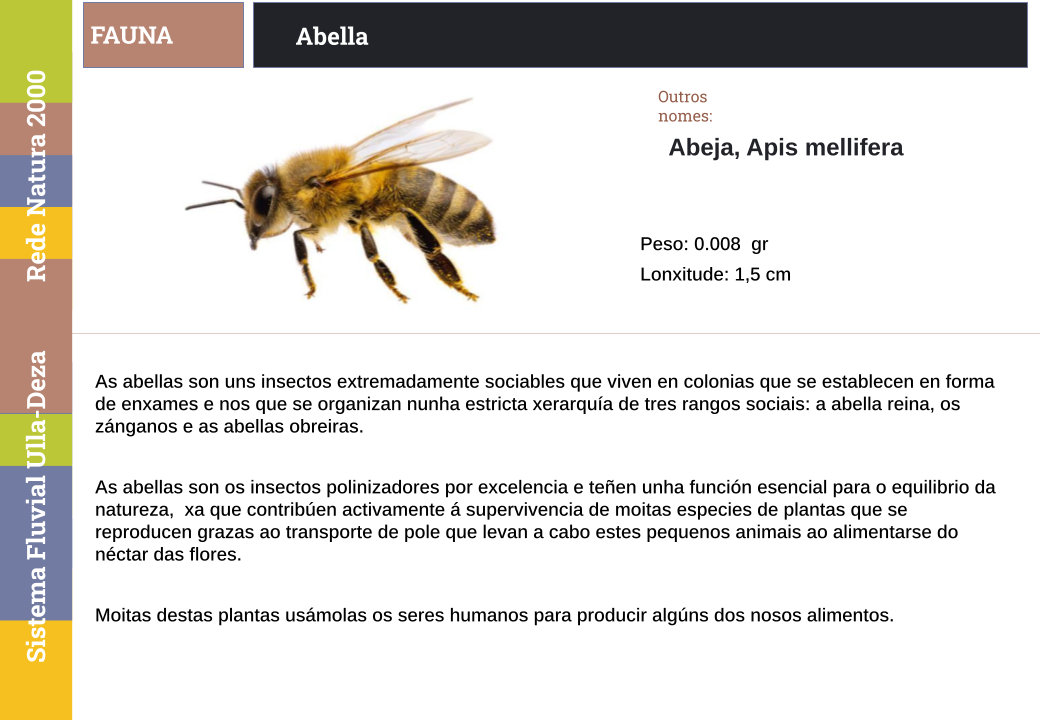 FAUNA
Abella
Rede Natura 2000
Sistema Fluvial Ulla-Deza
Outros
nomes:
Abeja, Apis mellifera
Peso: 0.008  gr
Lonxitude: 1,5 cm
As abellas son uns insectos extremadamente sociables que viven en colonias que se establecen en forma
de enxames e nos que se organizan nunha estricta xerarquía de tres rangos sociais: a abella reina, os
zánganos e as abellas obreiras.
As abellas son os insectos polinizadores por excelencia e teñen unha función esencial para o equilibrio da
natureza,  xa que contribúen activamente á supervivencia de moitas especies de plantas que se
reproducen grazas ao transporte de pole que levan a cabo estes pequenos animais ao alimentarse do
néctar das flores.
Moitas destas plantas usámolas os seres humanos para producir algúns dos nosos alimentos.